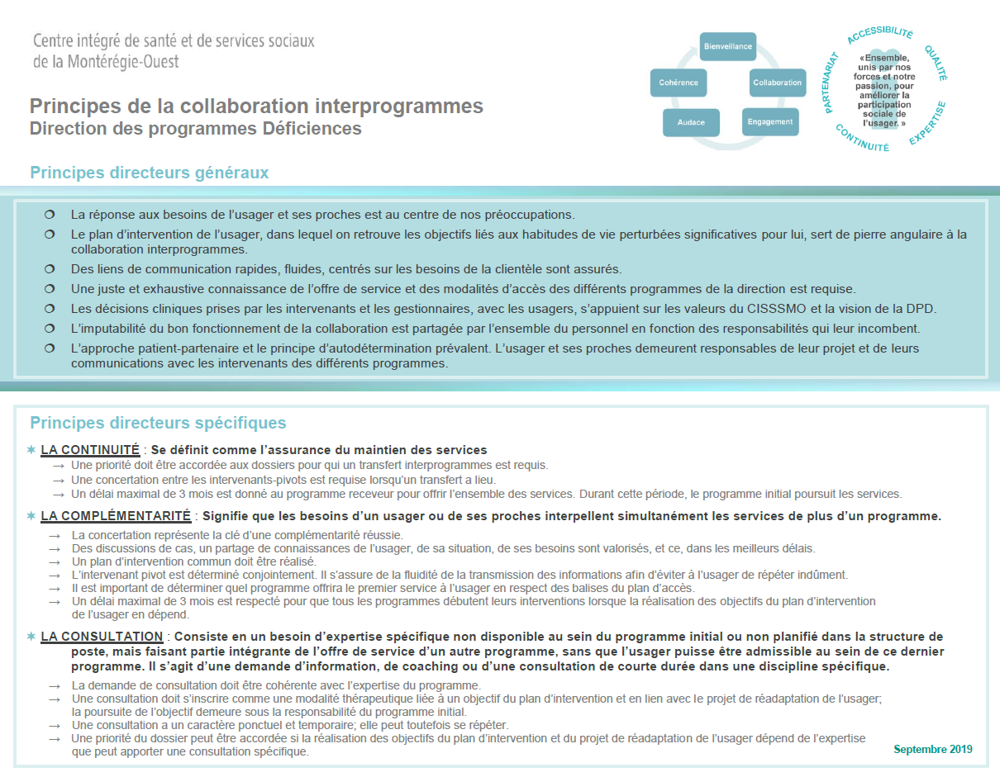 Centre intégré de santé et de services sociaux
de la Montérégie-Ouest
Principes de la collaboration interprogrammes
Direction des programmes Déficiences
Bienveillance
Cohérence
Collaboration
Audace
Engagement
PARTENARIAT
ACCESSIBILITÉ
QUALITÉ
EXPERTISE
CONTINUITÉ
«Ensemble,
unis par nos
forces et notre
passion, pour
améliorer la
participation
sociale de
l'usager. »
Principes directeurs généraux
❍ La réponse aux besoins de l'usager et ses proches est au centre de nos préoccupations.
❍ Le plan d'intervention de l'usager, dans lequel on retrouve les objectifs liés aux habitudes de vie perturbées significatives pour lui, sert de pierre angulaire à la
collaboration interprogrammes.
❍ Des liens de communication rapides, fluides, centrés sur les besoins de la clientèle sont assurés.
❍ Une juste et exhaustive connaissance de l'offre de service et des modalités d'accès des différents programmes de la direction est requise.
❍ Les décisions cliniques prises par les intervenants et les gestionnaires, avec les usagers, s'appuient sur les valeurs du CISSSMO et la vision de la DPD.
❍ L'imputabilité du bon fonctionnement de la collaboration est partagée par l'ensemble du personnel en fonction des responsabilités qui leur incombent.
❍ L'approche patient-partenaire et le principe d'autodétermination prévalent. L'usager et ses proches demeurent responsables de leur projet et de leurs
communications avec les intervenants des différents programmes.
Principes directeurs spécifiques
✶ LA CONTINUITÉ : Se définit comme l'assurance du maintien des services
→ Une priorité doit être accordée aux dossiers pour qui un transfert interprogrammes est requis.
→ Une concertation entre les intervenants-pivots est requise lorsqu'un transfert a lieu.
→ Un délai maximal de 3 mois est donné au programme receveur pour offrir l'ensemble des services. Durant cette période, le programme initial poursuit les services.
✶ LA COMPLÉMENTARITÉ : Signifie que les besoins d'un usager ou de ses proches interpellent simultanément les services de plus d'un programme.
→ La concertation représente la clé d'une complémentarité réussie.
→ Des discussions de cas, un partage de connaissances de l'usager, de sa situation, de ses besoins sont valorisés, et ce, dans les meilleurs délais.
→ Un plan d'intervention commun doit être réalisé.
→ L'intervenant pivot est déterminé conjointement. Il s'assure de la fluidité de la transmission des informations afin d'éviter à l'usager de répéter indûment.
→ Il est important de déterminer quel programme offrira le premier service à l'usager en respect des balises du plan d'accès.
→ Un délai maximal de 3 mois est respecté pour que tous les programmes débutent leurs interventions lorsque la réalisation des objectifs du plan d'intervention
de l'usager en dépend.
✶ LA CONSULTATION : Consiste en un besoin d'expertise spécifique non disponible au sein du programme initial ou non planifié dans la structure de
poste, mais faisant partie intégrante de l'offre de service d'un autre programme, sans que l'usager puisse être admissible au sein de ce dernier
programme. Il s'agit d'une demande d'information, de coaching ou d'une consultation de courte durée dans une discipline spécifique.
→ La demande de consultation doit être cohérente avec l'expertise du programme.
→ Une consultation doit s'inscrire comme une modalité thérapeutique liée à un objectif du plan d'intervention et en lien avec le projet de réadaptation de l'usager;
la poursuite de l'objectif demeure sous la responsabilité du programme initial.
→ Une consultation a un caractère ponctuel et temporaire; elle peut toutefois se répéter.
→ Une priorité du dossier peut être accordée si la réalisation des objectifs du plan d'intervention et du projet de réadaptation de l'usager dépend de l'expertise
que peut apporter une consultation spécifique.
Septembre 2019